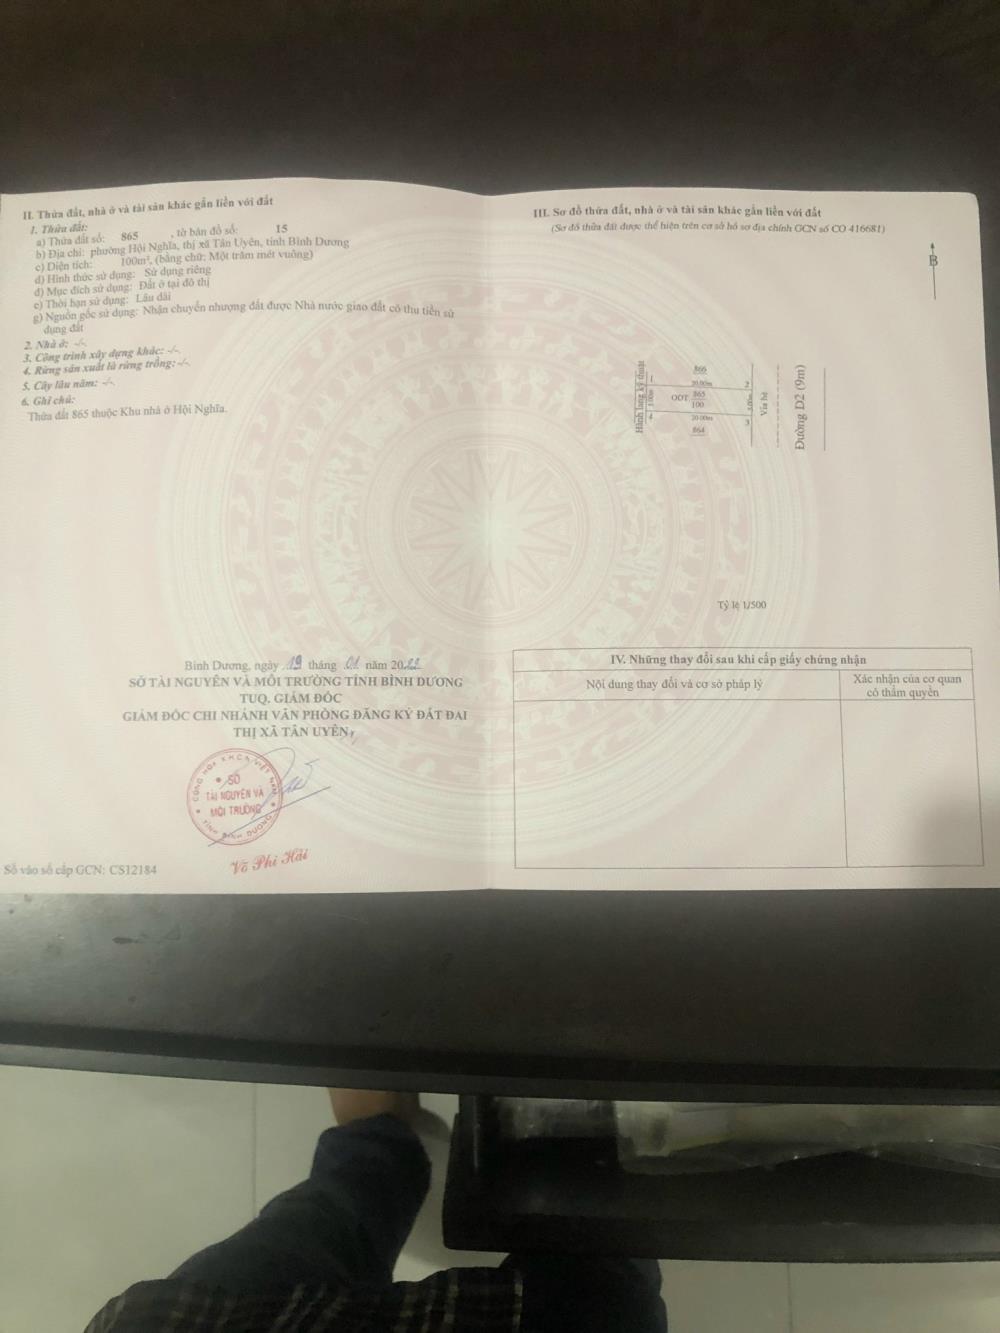 II. Thửa đất, nhà ở và tài sản khác gắn liền với đất
1. Thửa đất:
a) Thửa đất số: 865 , tờ bản đồ số: 15
b) Địa chỉ: phường Hội Nghĩa, thị xã Tân Uyên, tỉnh Bình Dương
c) Diện tích: 100m², (bằng chữ: Một trăm mét vuông)
d) Hình thức sử dụng: Sử dụng riêng
đ) Mục đích sử dụng: Đất ở tại đô thị
e) Thời hạn sử dụng: Lâu dài
g) Nguồn gốc sử dụng: Nhận chuyển nhượng đất được Nhà nước giao đất có thu tiền sử
dụng đất
2. Nhà ở: -/-.
3. Công trình xây dựng khác: -/-.
4. Rừng sản xuất là rừng trồng: -/-.
5. Cây lâu năm: -/-.
6. Ghi chú:
Thửa đất 865 thuộc Khu nhà ở Hội Nghĩa.
Bình Dương, ngày 19 tháng 01 năm 2022
SỞ TÀI NGUYÊN VÀ MÔI TRƯỜNG TỈNH BÌNH DƯƠNG
TUQ. GIÁM ĐỐC
GIÁM ĐỐC CHI NHÁNH VĂN PHÒNG ĐĂNG KÝ ĐẤT ĐAI
THỊ XÃ TÂN UYÊN
CỘNG HÒA XHCN VIỆT NAM
SỞ
TÀI NGUYÊN VÀ
MÔI TRƯỜNG
TỈNH BÌNH DƯƠNG
Võ Phi Hải
Số vào sổ cấp GCN: CS12184
III. Sơ đồ thửa đất, nhà ở và tài sản khác gắn liền với đất
(Sơ đồ thửa đất được thể hiện trên cơ sở hồ sơ địa chính GCN số CO 416681)
B
Hành lang kỹ thuật
866
1
20.00m
2
5.00m
ODT 865
100
5.00m
4
20.00m
3
864
Vỉa hè
Đường D2 (9m)
Tỷ lệ 1/500
IV. Những thay đổi sau khi cấp giấy chứng nhận
Nội dung thay đổi và cơ sở pháp lý
Xác nhận của cơ quan
có thẩm quyền